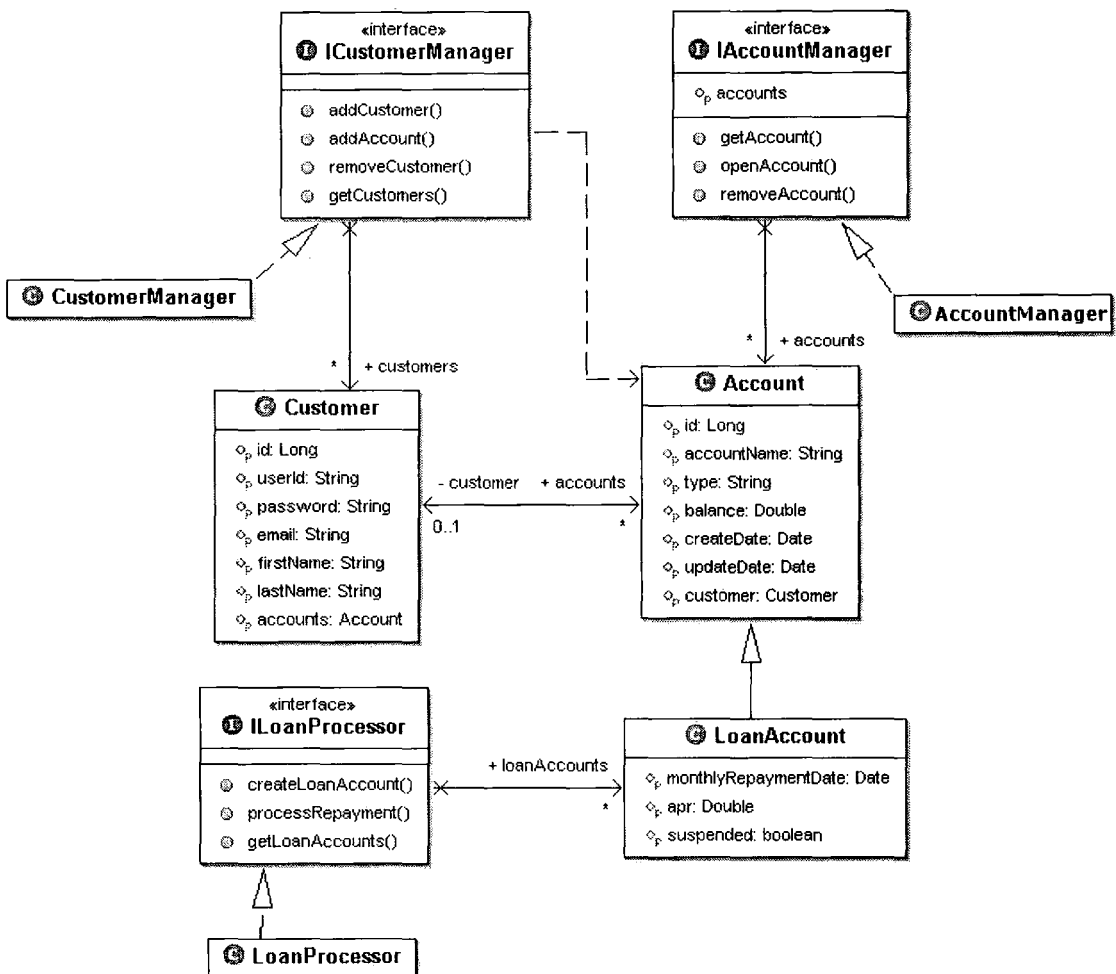 «interface»
ICustomerManager
addCustomer()
addAccount()
removeCustomer()
getCustomers()
«interface»
IAccountManager
accounts
getAccount()
openAccount()
removeAccount()
CustomerManager
AccountManager
* + customers
* + accounts
Customer
id: Long
userId: String
password: String
email: String
firstName: String
lastName: String
accounts: Account
- customer + accounts
0..1 *
Account
id: Long
accountName: String
type: String
balance: Double
createDate: Date
updateDate: Date
customer: Customer
«interface»
ILoanProcessor
createLoanAccount()
processRepayment()
getLoanAccounts()
+ loanAccounts
*
LoanAccount
monthlyRepaymentDate: Date
apr: Double
suspended: boolean
LoanProcessor